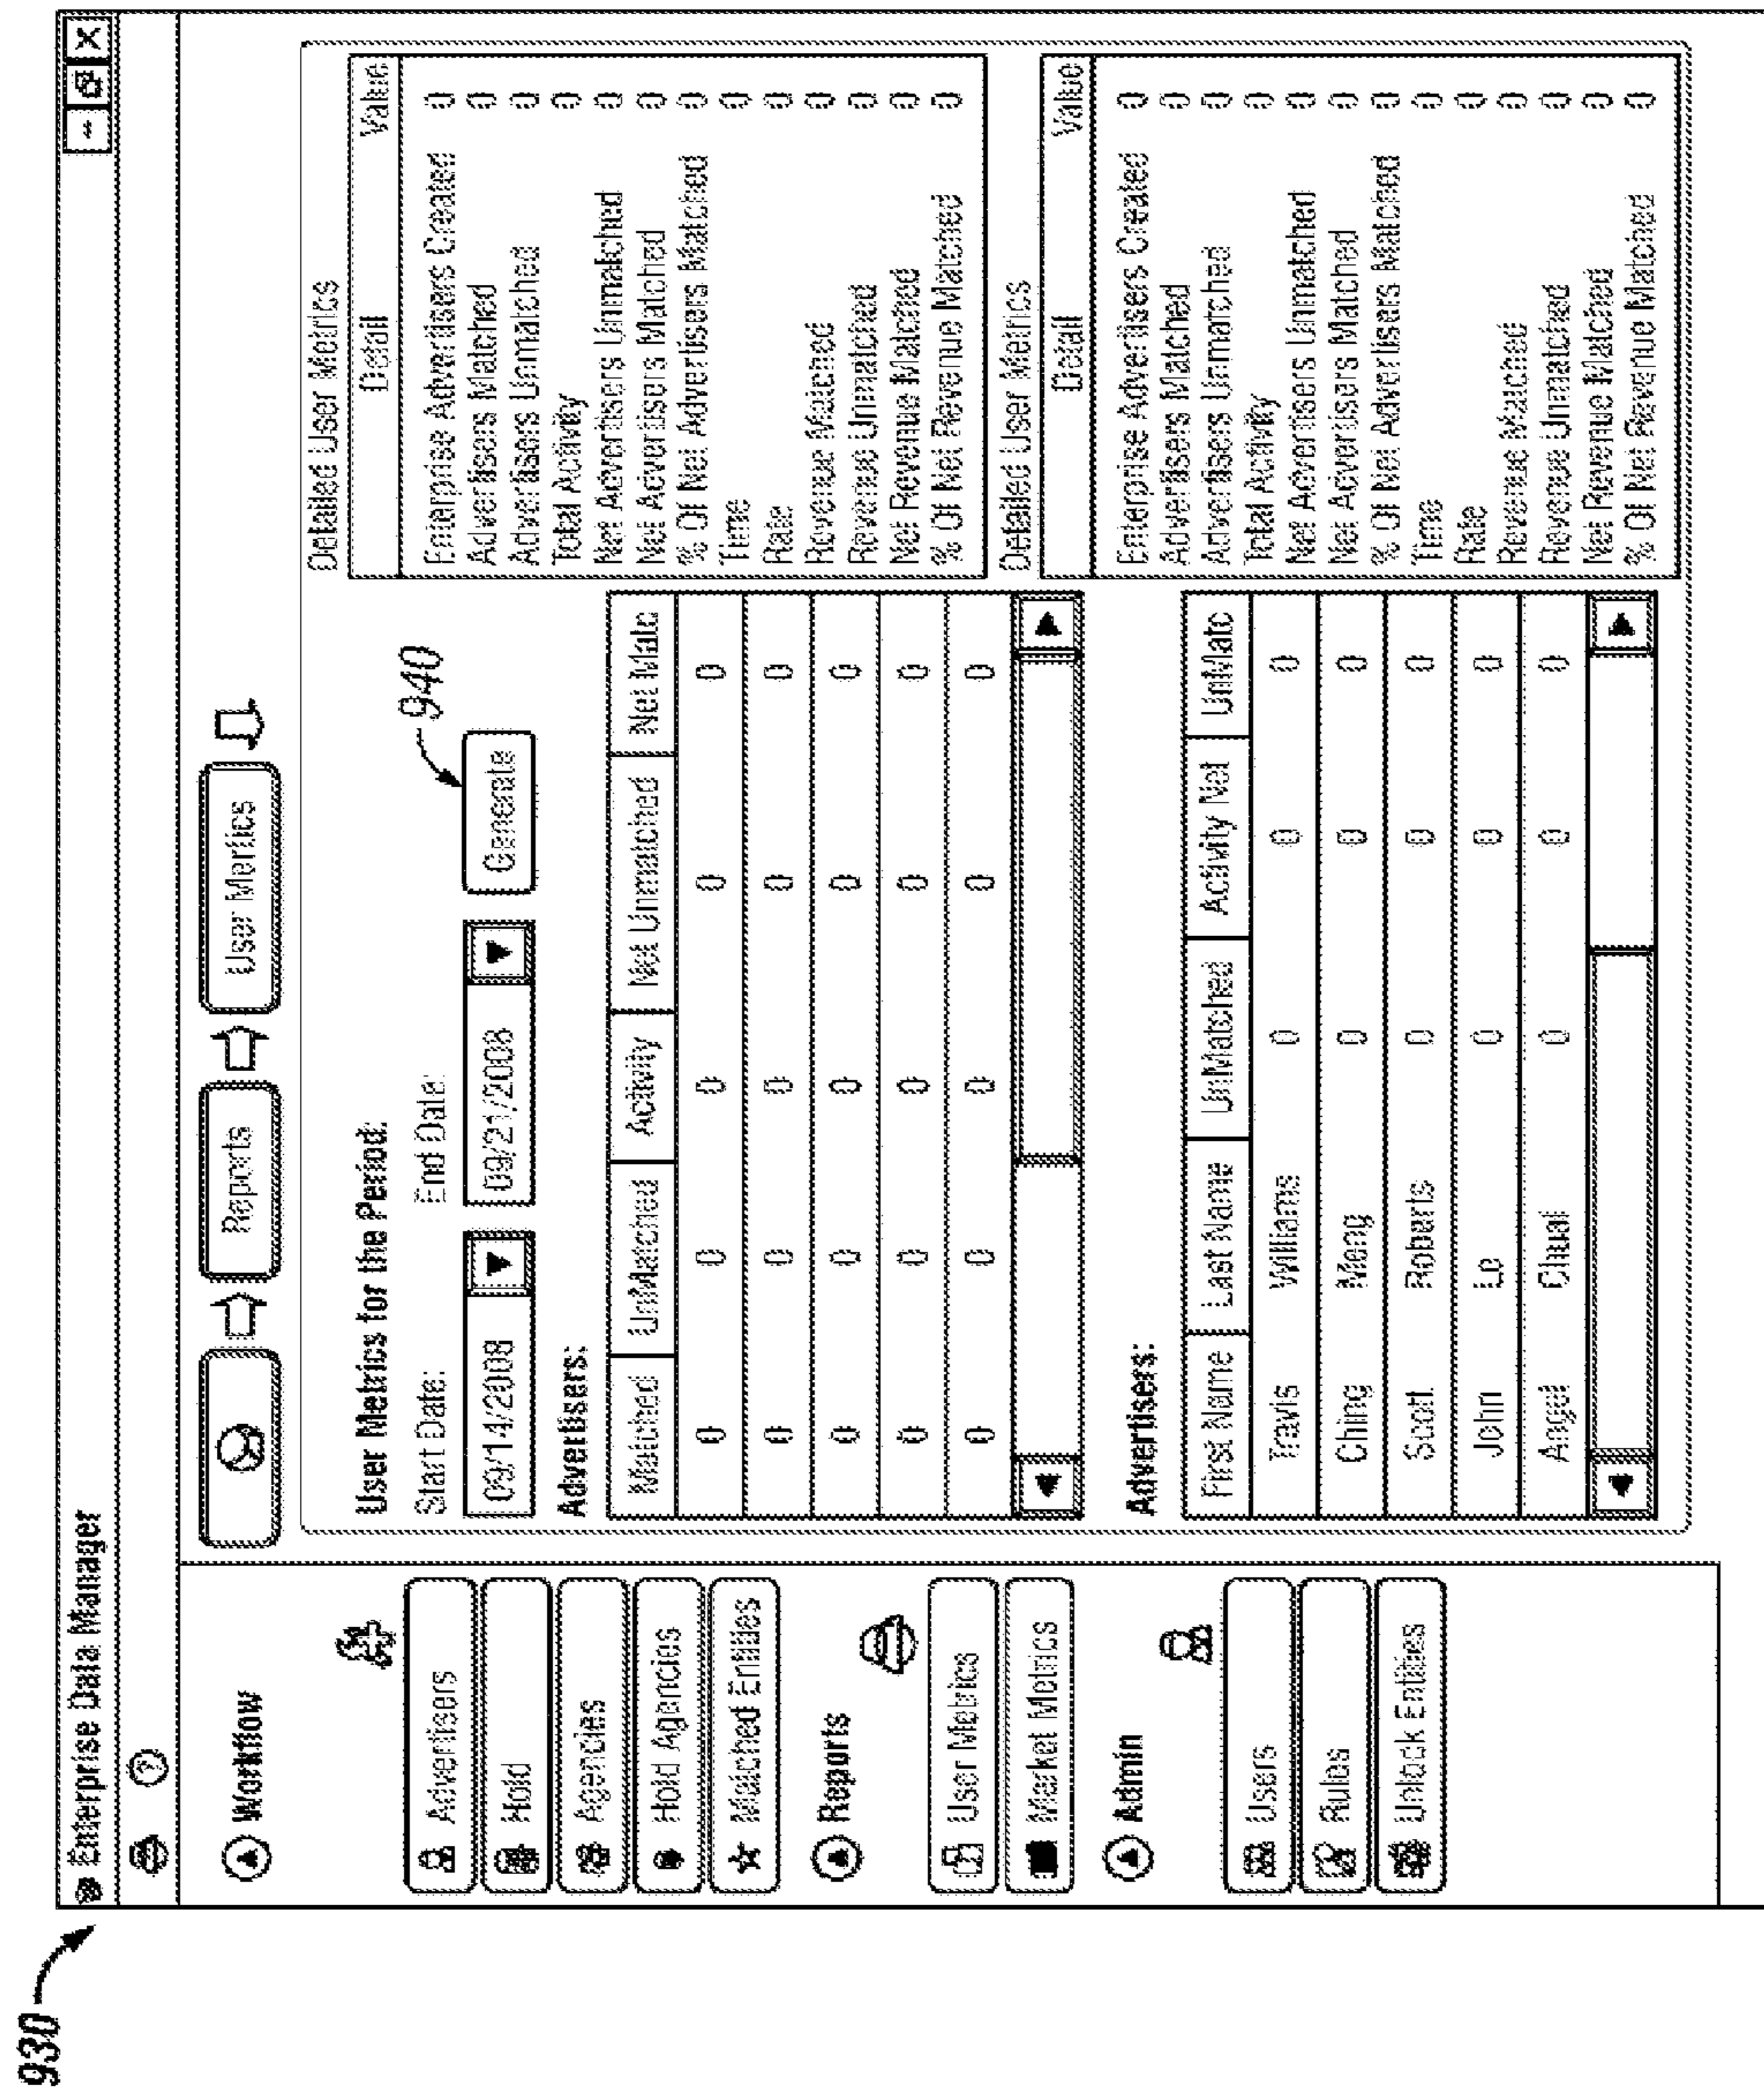 930
Enterprise Data Manager
?
Workflow
Advertisers
Hold
Agencies
Hold Agencies
Matched Entities
Reports
User Metrics
Market Metrics
Admin
Users
Rules
Unlock Entities
Reports
User Mertics
User Metrics for the Period:
Start Date: End Date:
09/14/2008 09/21/2008 Generate
940
Advertisers:
Matched UnMatched Activity Net Unmatched Net Matc
0 0 0 0 0
0 0 0 0 0
0 0 0 0 0
0 0 0 0 0
0 0 0 0 0
Advertisers:
First Name Last Name UnMatched Activity Net UnMatc
Travis Williams 0 0 0
Ching Meng 0 0 0
Scott Roberts 0 0 0
John Le 0 0 0
Angel Chual 0 0 0
Detailed User Metrics
Detail Value
Enterprise Advertisers Created 0
Advertisers Matched 0
Advertisers Unmatched 0
Total Activity 0
Net Advertisers Unmatched 0
Net Advertisers Matched 0
% Of Net Advertisers Matched 0
Time 0
Rate 0
Revenue Matched 0
Revenue Unmatched 0
Net Revenue Matched 0
% Of Net Revenue Matched 0
Detailed User Metrics
Detail Value
Enterprise Advertisers Created 0
Advertisers Matched 0
Advertisers Unmatched 0
Total Activity 0
Net Advertisers Unmatched 0
Net Advertisers Matched 0
% Of Net Advertisers Matched 0
Time 0
Rate 0
Revenue Matched 0
Revenue Unmatched 0
Net Revenue Matched 0
% Of Net Revenue Matched 0